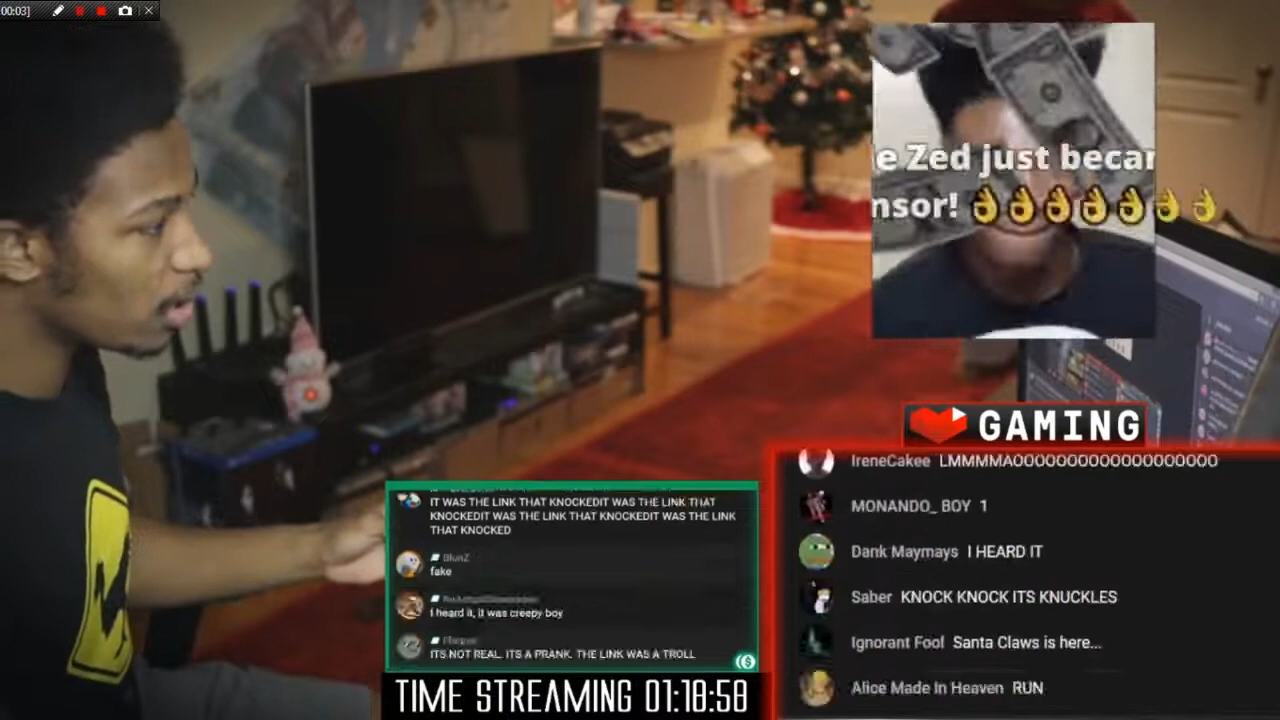 00:03]
e Zed just becar
nsor! 👌👌👌👌👌👌👌
GAMING
IreneCakee LMMMMAOOOOOOOOOOOOOOOOOOOO
MONANDO_ BOY 1
Dank Maymays I HEARD IT
Saber KNOCK KNOCK ITS KNUCKLES
Ignorant Fool Santa Claws is here...
Alice Made In Heaven RUN
IT WAS THE LINK THAT KNOCKEDIT WAS THE LINK THAT
KNOCKEDIT WAS THE LINK THAT KNOCKEDIT WAS THE LINK
THAT KNOCKED
BlunZ
fake
I heard it, it was creepy boy
ITS NOT REAL. ITS A PRANK. THE LINK WAS A TROLL
TIME STREAMING 01:18:58